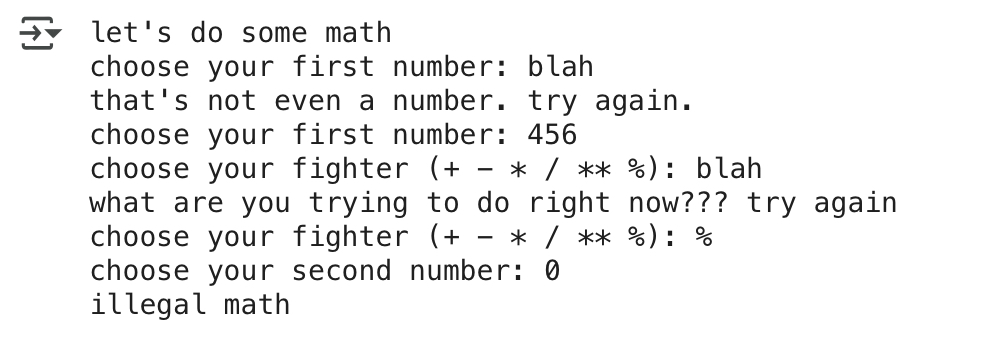 let's do some math
choose your first number: blah
that's not even a number. try again.
choose your first number: 456
choose your fighter (+ - * / ** %): blah
what are you trying to do right now??? try again
choose your fighter (+ - * / ** %): %
choose your second number: 0
illegal math